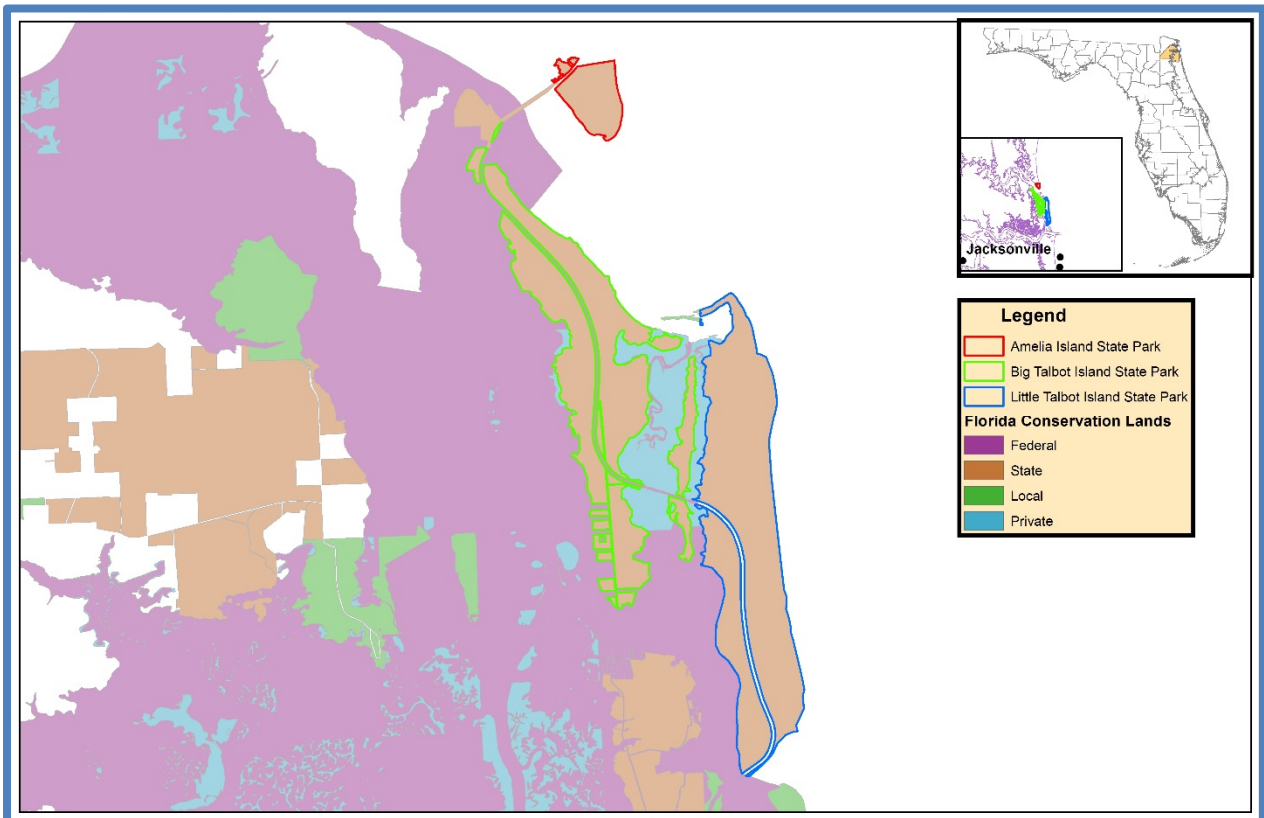 Jacksonville
Legend
Amelia Island State Park
Big Talbot Island State Park
Little Talbot Island State Park
Florida Conservation Lands
Federal
State
Local
Private